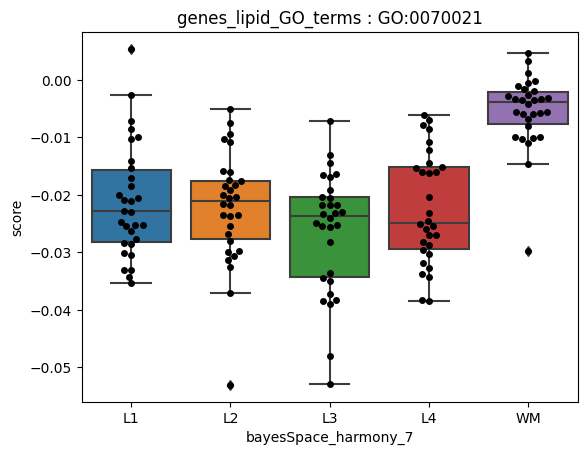 genes_lipid_GO_terms : GO:0070021
0.00
−0.01
−0.02
−0.03
−0.04
−0.05
score
L1 L2 L3 L4 WM
bayesSpace_harmony_7